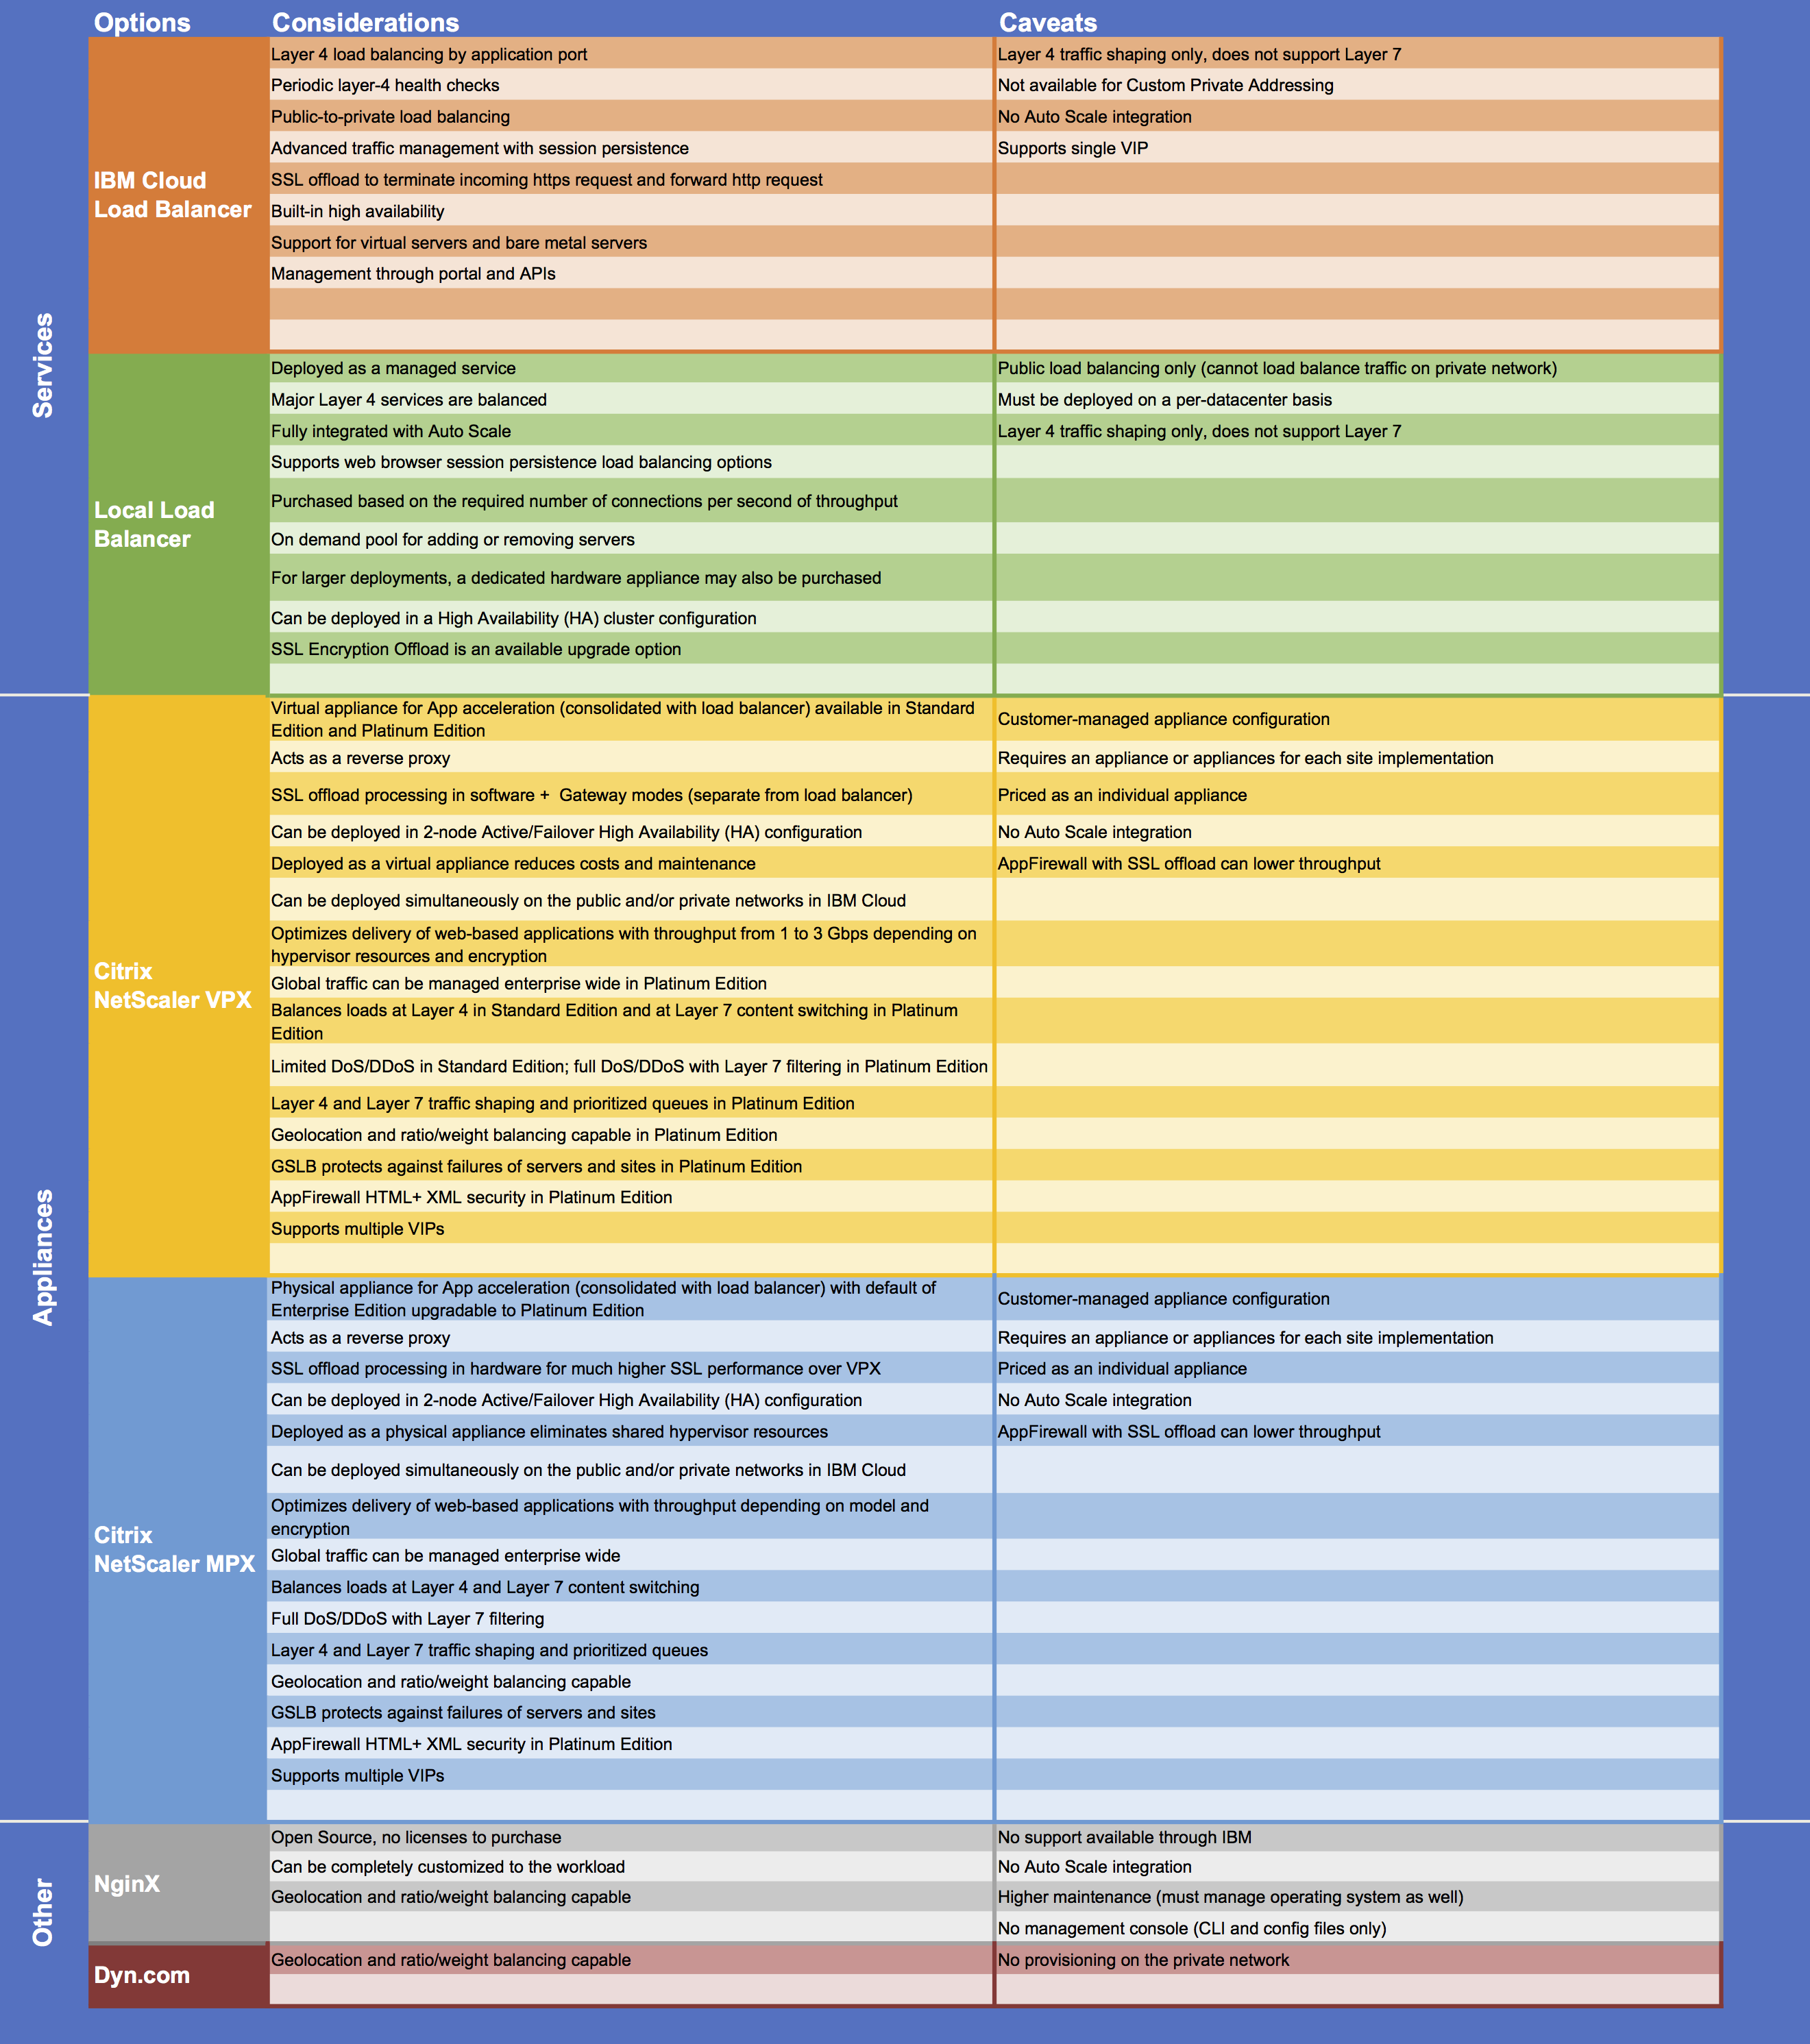 Options Considerations Caveats
Services
IBM Cloud
Load Balancer
Layer 4 load balancing by application port Layer 4 traffic shaping only, does not support Layer 7
Periodic layer-4 health checks Not available for Custom Private Addressing
Public-to-private load balancing No Auto Scale integration
Advanced traffic management with session persistence Supports single VIP
SSL offload to terminate incoming https request and forward http request
Built-in high availability
Support for virtual servers and bare metal servers
Management through portal and APIs
Local Load
Balancer
Deployed as a managed service Public load balancing only (cannot load balance traffic on private network)
Major Layer 4 services are balanced Must be deployed on a per-datacenter basis
Fully integrated with Auto Scale Layer 4 traffic shaping only, does not support Layer 7
Supports web browser session persistence load balancing options
Purchased based on the required number of connections per second of throughput
On demand pool for adding or removing servers
For larger deployments, a dedicated hardware appliance may also be purchased
Can be deployed in a High Availability (HA) cluster configuration
SSL Encryption Offload is an available upgrade option
Appliances
Citrix
NetScaler VPX
Virtual appliance for App acceleration (consolidated with load balancer) available in Standard
Edition and Platinum Edition
Customer-managed appliance configuration
Acts as a reverse proxy Requires an appliance or appliances for each site implementation
SSL offload processing in software +  Gateway modes (separate from load balancer) Priced as an individual appliance
Can be deployed in 2-node Active/Failover High Availability (HA) configuration No Auto Scale integration
Deployed as a virtual appliance reduces costs and maintenance AppFirewall with SSL offload can lower throughput
Can be deployed simultaneously on the public and/or private networks in IBM Cloud
Optimizes delivery of web-based applications with throughput from 1 to 3 Gbps depending on
hypervisor resources and encryption
Global traffic can be managed enterprise wide in Platinum Edition
Balances loads at Layer 4 in Standard Edition and at Layer 7 content switching in Platinum
Edition
Limited DoS/DDoS in Standard Edition; full DoS/DDoS with Layer 7 filtering in Platinum Edition
Layer 4 and Layer 7 traffic shaping and prioritized queues in Platinum Edition
Geolocation and ratio/weight balancing capable in Platinum Edition
GSLB protects against failures of servers and sites in Platinum Edition
AppFirewall HTML+ XML security in Platinum Edition
Supports multiple VIPs
Citrix
NetScaler MPX
Physical appliance for App acceleration (consolidated with load balancer) with default of
Enterprise Edition upgradable to Platinum Edition
Customer-managed appliance configuration
Acts as a reverse proxy Requires an appliance or appliances for each site implementation
SSL offload processing in hardware for much higher SSL performance over VPX Priced as an individual appliance
Can be deployed in 2-node Active/Failover High Availability (HA) configuration No Auto Scale integration
Deployed as a physical appliance eliminates shared hypervisor resources AppFirewall with SSL offload can lower throughput
Can be deployed simultaneously on the public and/or private networks in IBM Cloud
Optimizes delivery of web-based applications with throughput depending on model and
encryption
Global traffic can be managed enterprise wide
Balances loads at Layer 4 and Layer 7 content switching
Full DoS/DDoS with Layer 7 filtering
Layer 4 and Layer 7 traffic shaping and prioritized queues
Geolocation and ratio/weight balancing capable
GSLB protects against failures of servers and sites
AppFirewall HTML+ XML security in Platinum Edition
Supports multiple VIPs
Other
NginX
Open Source, no licenses to purchase No support available through IBM
Can be completely customized to the workload No Auto Scale integration
Geolocation and ratio/weight balancing capable Higher maintenance (must manage operating system as well)
No management console (CLI and config files only)
Dyn.com
Geolocation and ratio/weight balancing capable No provisioning on the private network